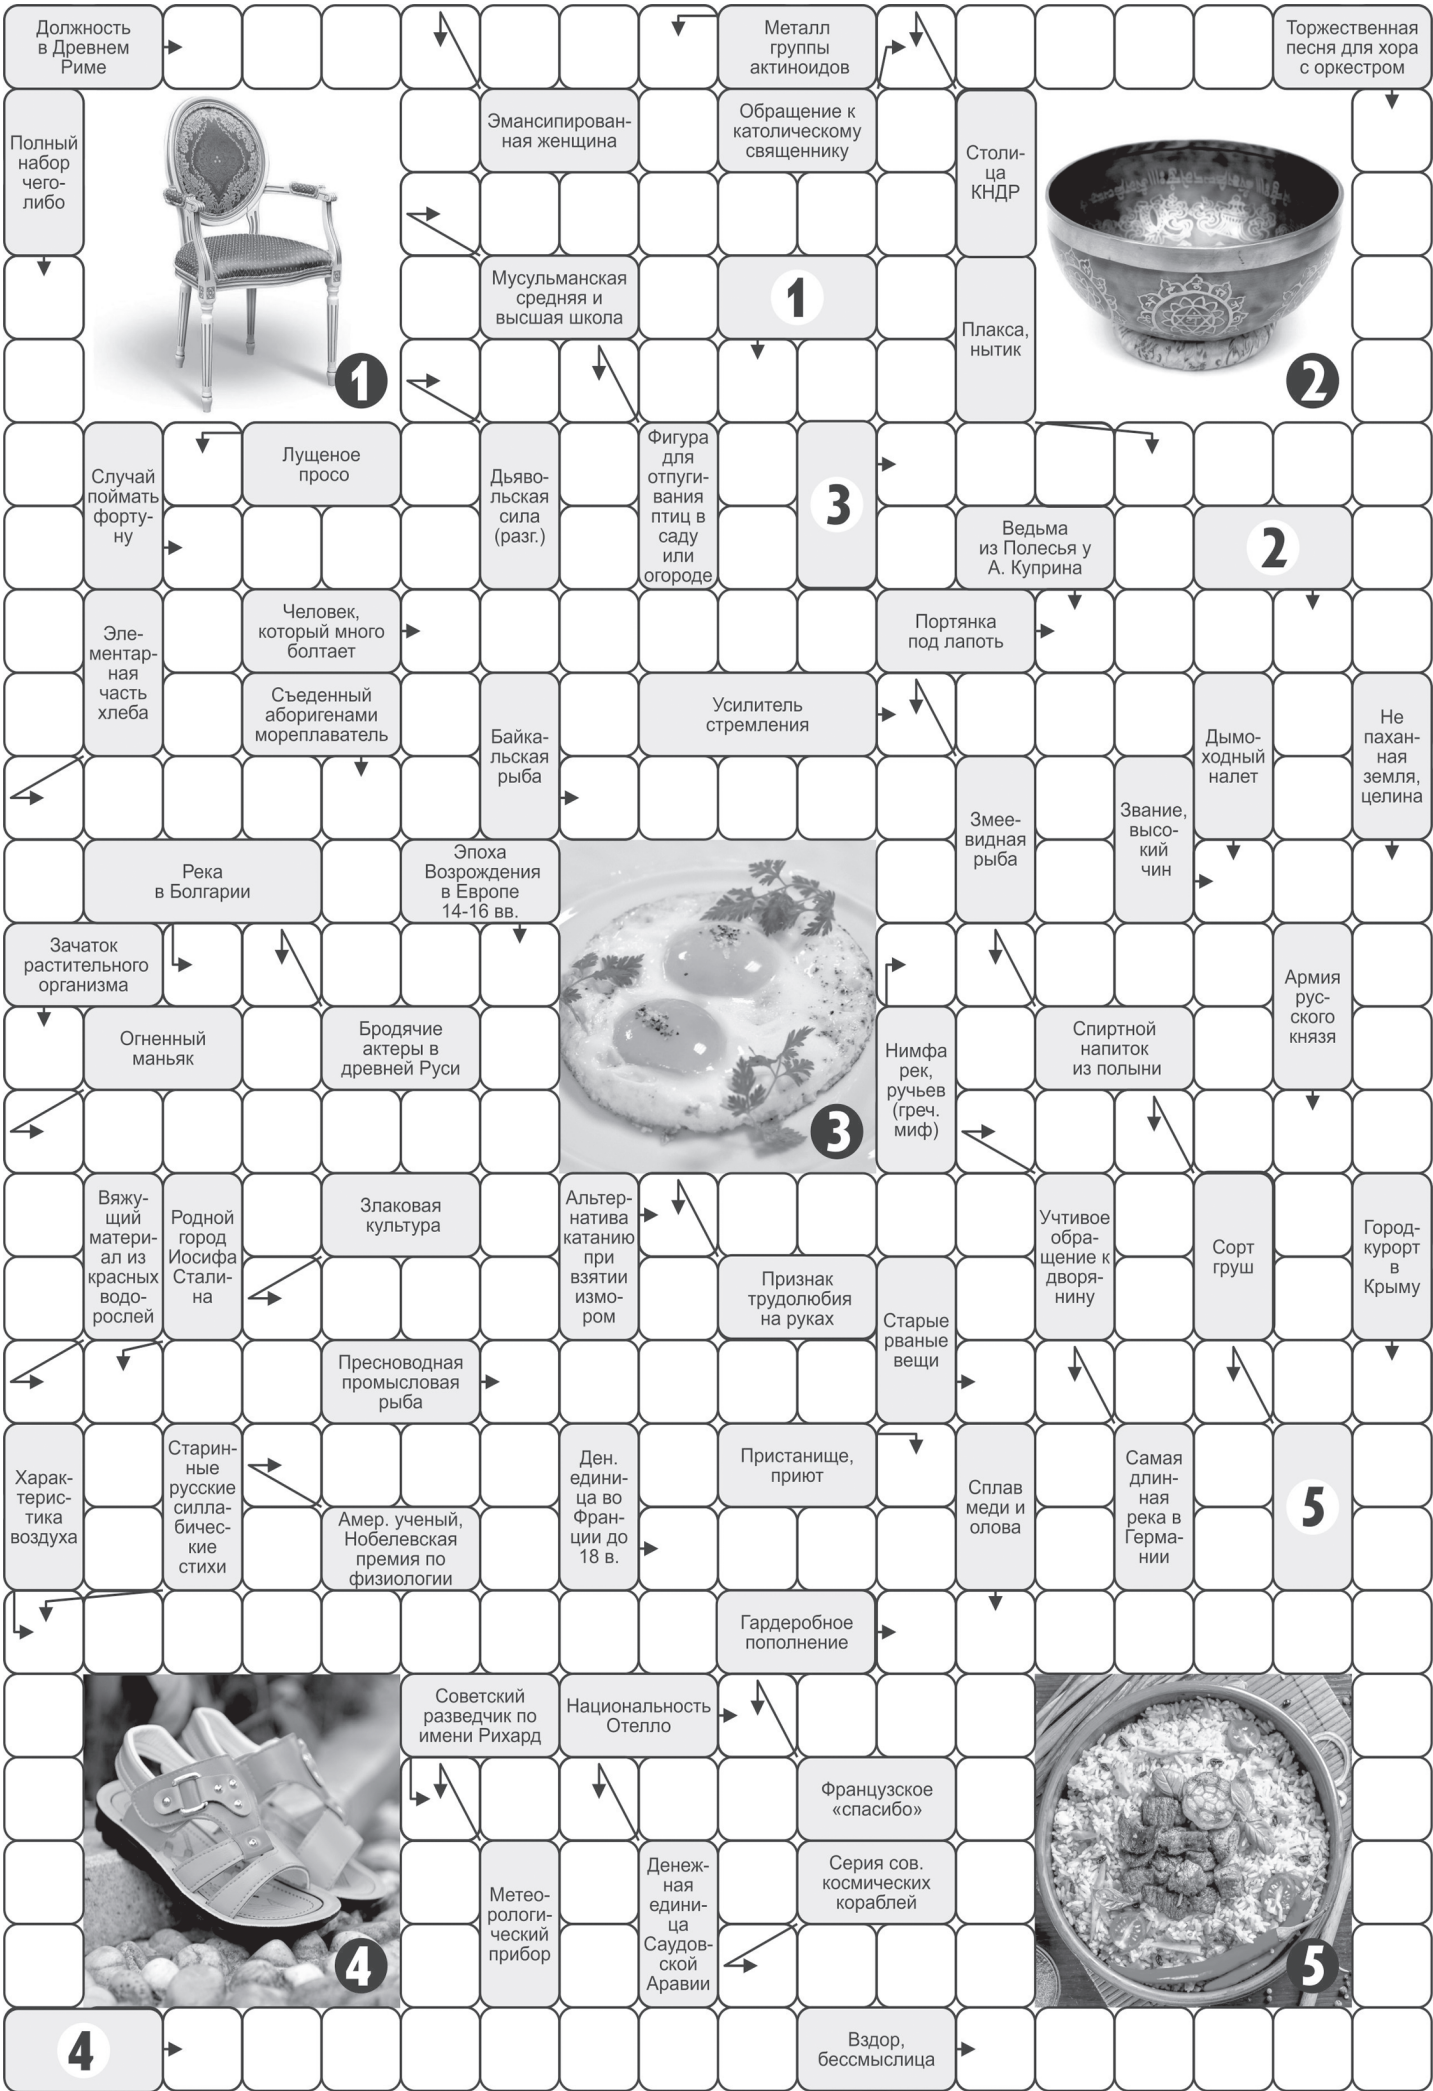 Должность
в Древнем
Риме
Металл
группы
актиноидов
Торжественная
песня для хора
с оркестром
Полный
набор
чего-
либо
Эмансипирован-
ная женщина
Обращение к
католическому
священнику
Столи-
ца
КНДР
Мусульманская
средняя и
высшая школа
1
Плакса,
нытик
1
2
Случай
поймать
форту-
ну
Лущеное
просо
Дьяво-
льская
сила
(разг.)
Фигура
для
отпуги-
вания
птиц в
саду
или
огороде
3
Ведьма
из Полесья у
А. Куприна
2
Эле-
ментар-
ная
часть
хлеба
Человек,
который много
болтает
Портянка
под лапоть
Съеденный
аборигенами
мореплаватель
Байка-
льская
рыба
Усилитель
стремления
Дымо-
ходный
налет
Не
пахан-
ная
земля,
целина
Змее-
видная
рыба
Звание,
высо-
кий
чин
Река
в Болгарии
Эпоха
Возрождения
в Европе
14-16 вв.
Зачаток
растительного
организма
Армия
рус-
ского
князя
Огненный
маньяк
Бродячие
актеры в
древней Руси
Нимфа
рек,
ручьев
(греч.
миф)
Спиртной
напиток
из полыни
3
Вяжу-
щий
матери-
ал из
красных
водо-
рослей
Родной
город
Иосифа
Стали-
на
Злаковая
культура
Альтер-
натива
катанию
при
взятии
измо-
ром
Учтивое
обра-
щение к
дворя-
нину
Сорт
груш
Город-
курорт
в
Крыму
Признак
трудолюбия
на руках
Старые
рваные
вещи
Пресноводная
промысловая
рыба
Харак-
терис-
тика
воздуха
Старин-
ные
русские
силла-
бичес-
кие
стихи
Ден.
едини-
ца во
Фран-
ции до
18 в.
Пристанище,
приют
Сплав
меди и
олова
Самая
длин-
ная
река в
Герма-
нии
5
Амер. ученый,
Нобелевская
премия по
физиологии
Гардеробное
пополнение
Советский
разведчик по
имени Рихард
Национальность
Отелло
Французское
«спасибо»
Метео-
рологи-
ческий
прибор
Денеж-
ная
едини-
ца
Саудов-
ской
Аравии
Серия сов.
космических
кораблей
4
5
4
Вздор,
бессмыслица